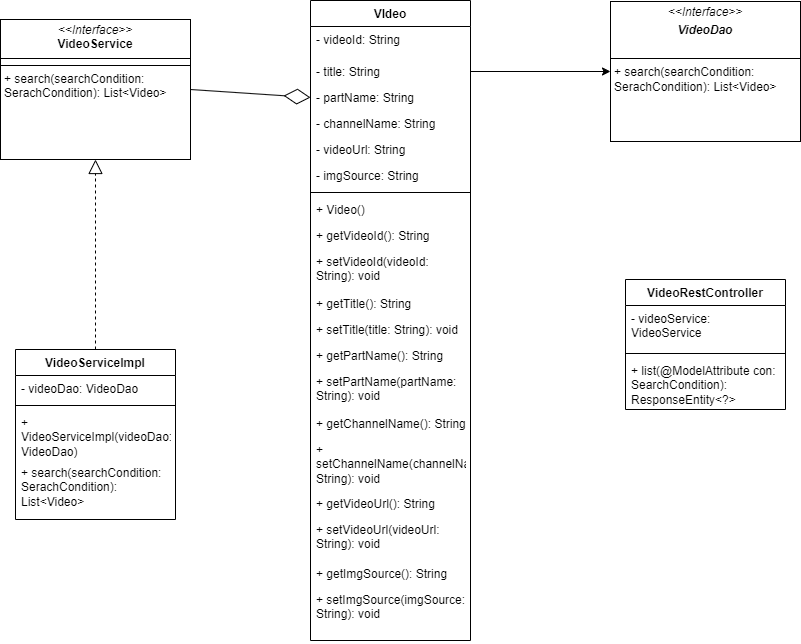 <<Interface>>
VideoService
+ search(searchCondition:
SerachCondition): List<Video>
VIdeo
- videoId: String
- title: String
- partName: String
- channelName: String
- videoUrl: String
- imgSource: String
+ Video()
+ getVideoId(): String
+ setVideoId(videoId:
String): void
+ getTitle(): String
+ setTitle(title: String): void
+ getPartName(): String
+ setPartName(partName:
String): void
+ getChannelName(): String
+
setChannelName(channelNa
String): void
+ getVideoUrl(): String
+ setVideoUrl(videoUrl:
String): void
+ getImgSource(): String
+ setImgSource(imgSource:
String): void
<<Interface>>
VideoDao
+ search(searchCondition:
SerachCondition): List<Video>
VideoServiceImpl
- videoDao: VideoDao
+
VideoServiceImpl(videoDao:
VideoDao)
+ search(searchCondition:
SerachCondition):
List<Video>
VideoRestController
- videoService:
VideoService
+ list(@ModelAttribute con:
SearchCondition):
ResponseEntity<?>